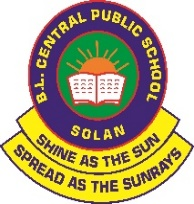 B.L. CENTRAL PUBLIC SCHOOL
SOLAN
SHINE AS THE SUN
SPREAD AS THE SUNRAYS